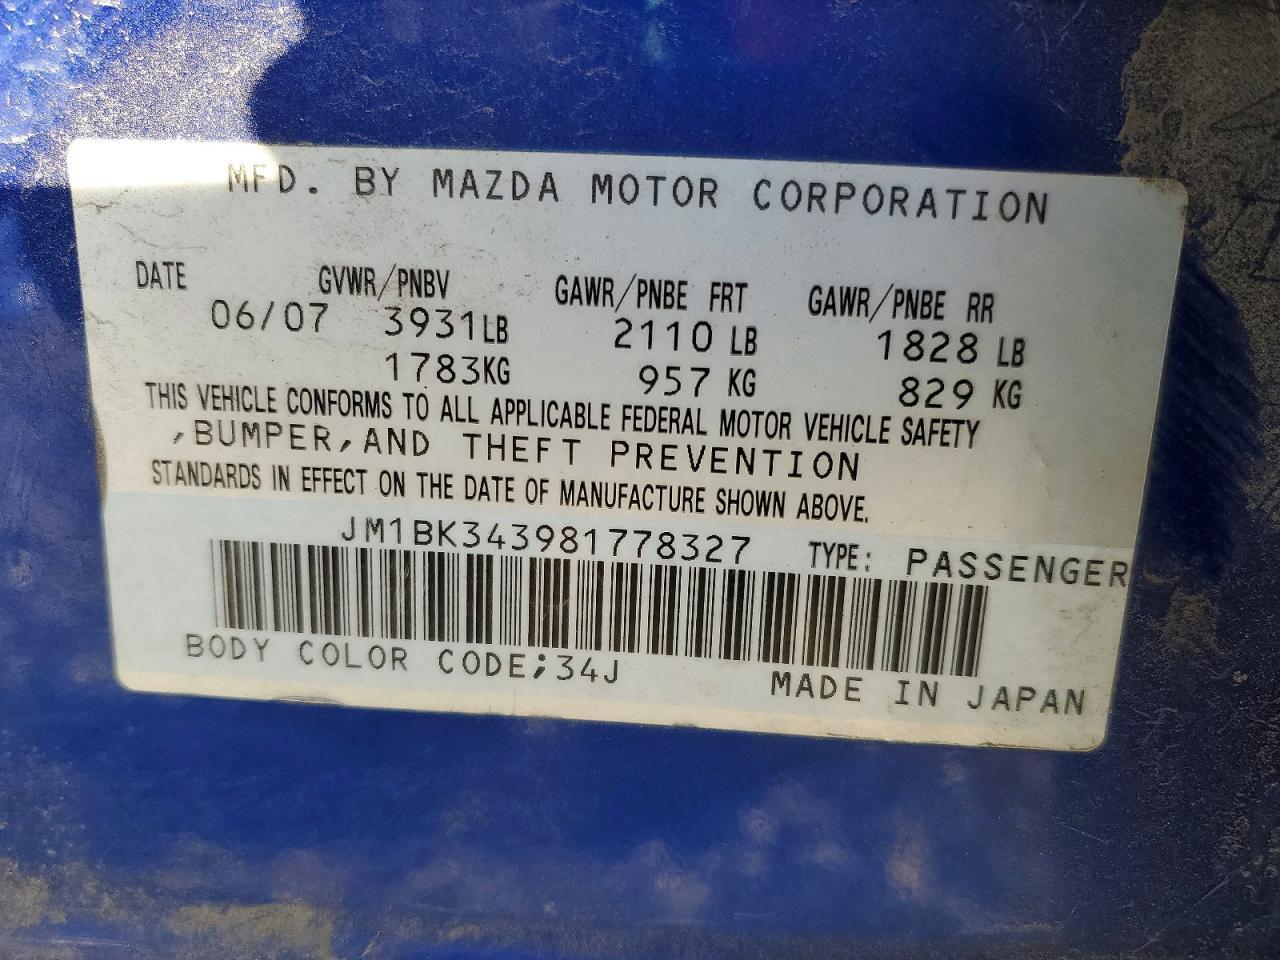 MFD. BY MAZDA MOTOR CORPORATION
DATE GVWR/PNBV GAWR/PNBE FRT GAWR/PNBE RR
06/07 3931LB 2110 LB 1828 LB
1783KG 957 KG 829 KG
THIS VEHICLE CONFORMS TO ALL APPLICABLE FEDERAL MOTOR VEHICLE SAFETY
,BUMPER,AND THEFT PREVENTION
STANDARDS IN EFFECT ON THE DATE OF MANUFACTURE SHOWN ABOVE.
JM1BK343981778327 TYPE: PASSENGER
BODY COLOR CODE;34J MADE IN JAPAN